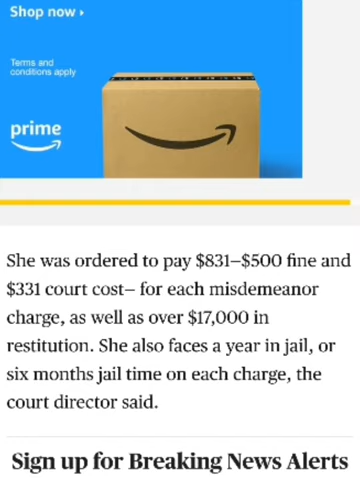 Shop now ▸
Terms and
conditions apply
prime
She was ordered to pay $831–$500 fine and
$331 court cost– for each misdemeanor
charge, as well as over $17,000 in
restitution. She also faces a year in jail, or
six months jail time on each charge, the
court director said.
Sign up for Breaking News Alerts